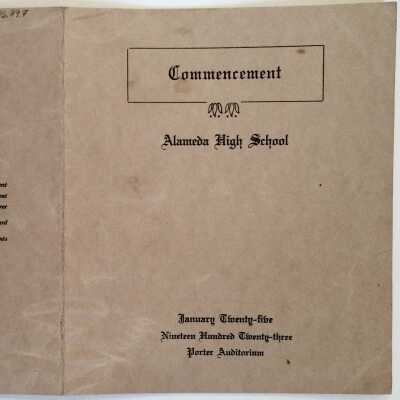 Commencement
Alameda High School
January Twenty-five
Nineteen Hundred Twenty-three
Porter Auditorium